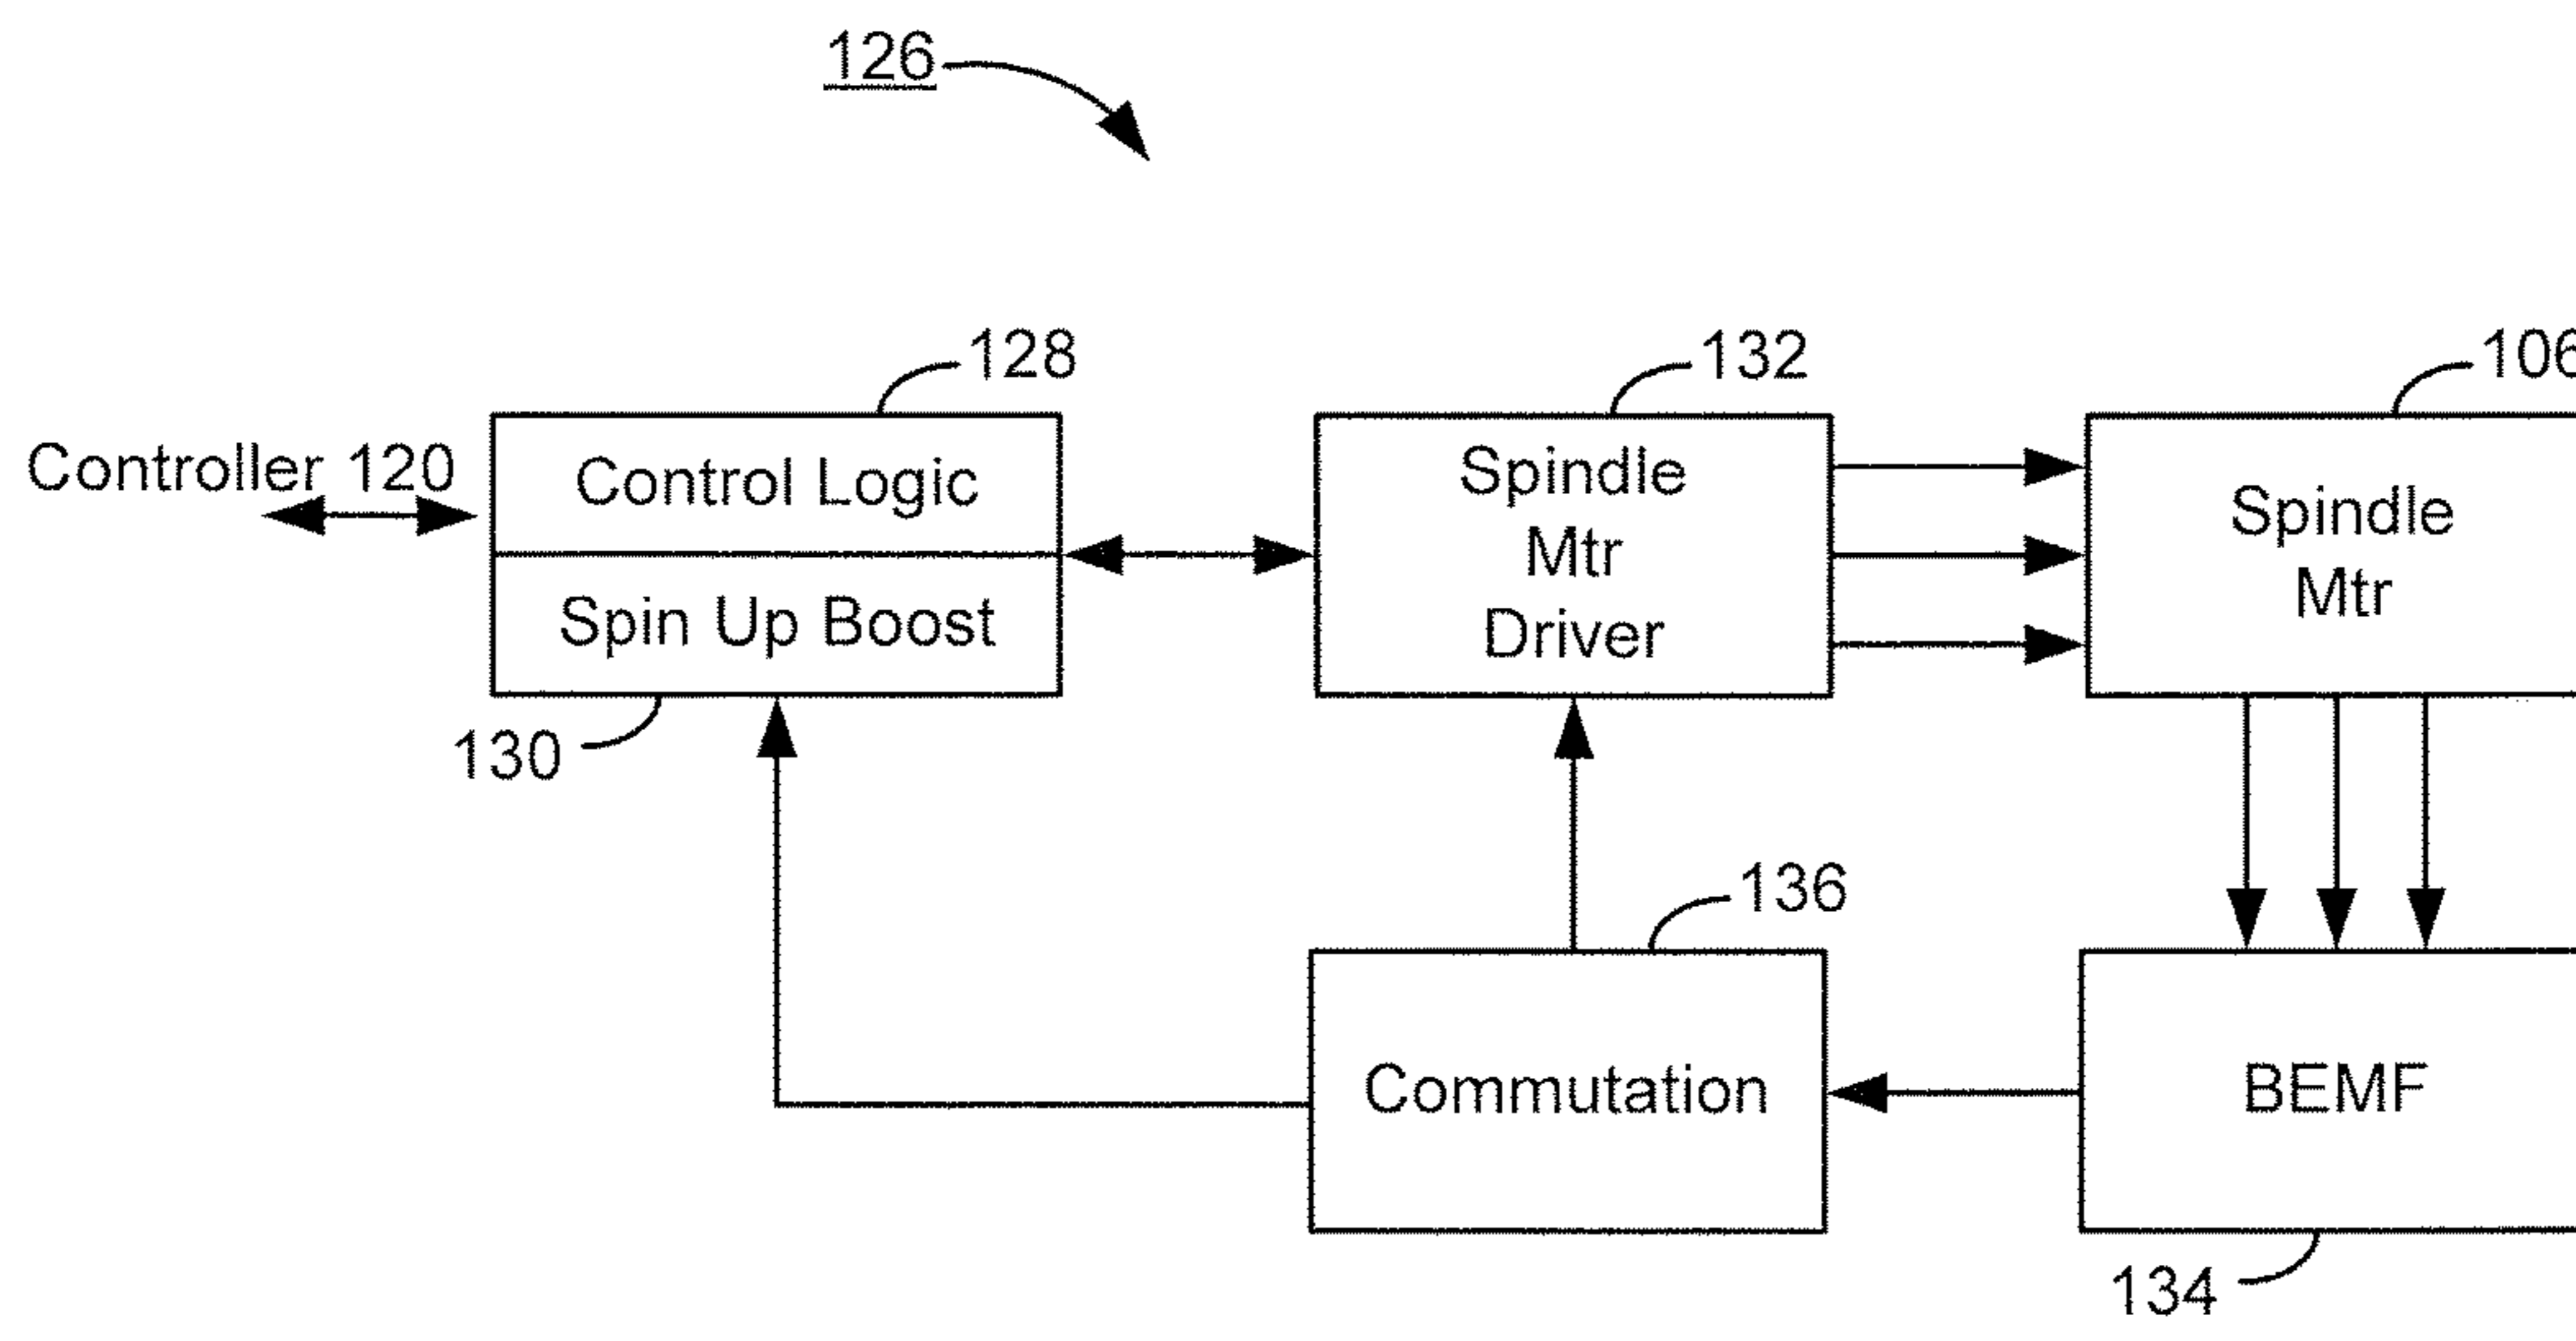 126
128
132
106
Controller 120
Control Logic
Spin Up Boost
130
Spindle
Mtr
Driver
Spindle
Mtr
136
Commutation
BEMF
134